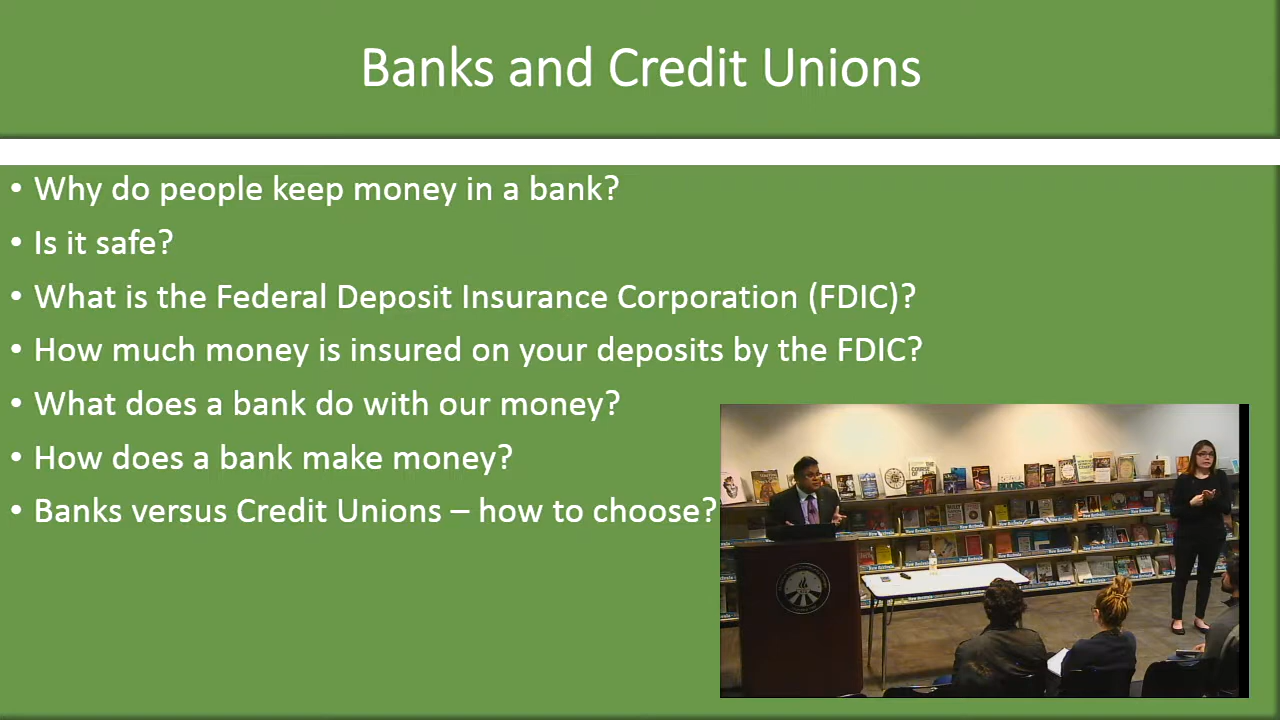 Banks and Credit Unions
• Why do people keep money in a bank?
• Is it safe?
• What is the Federal Deposit Insurance Corporation (FDIC)?
• How much money is insured on your deposits by the FDIC?
• What does a bank do with our money?
• How does a bank make money?
• Banks versus Credit Unions – how to choose?